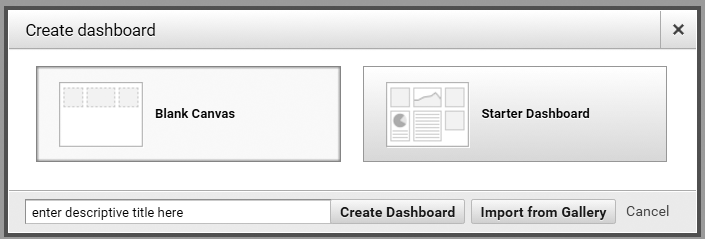 Create dashboard
Blank Canvas
Starter Dashboard
enter descriptive title here
Create Dashboard
Import from Gallery
Cancel